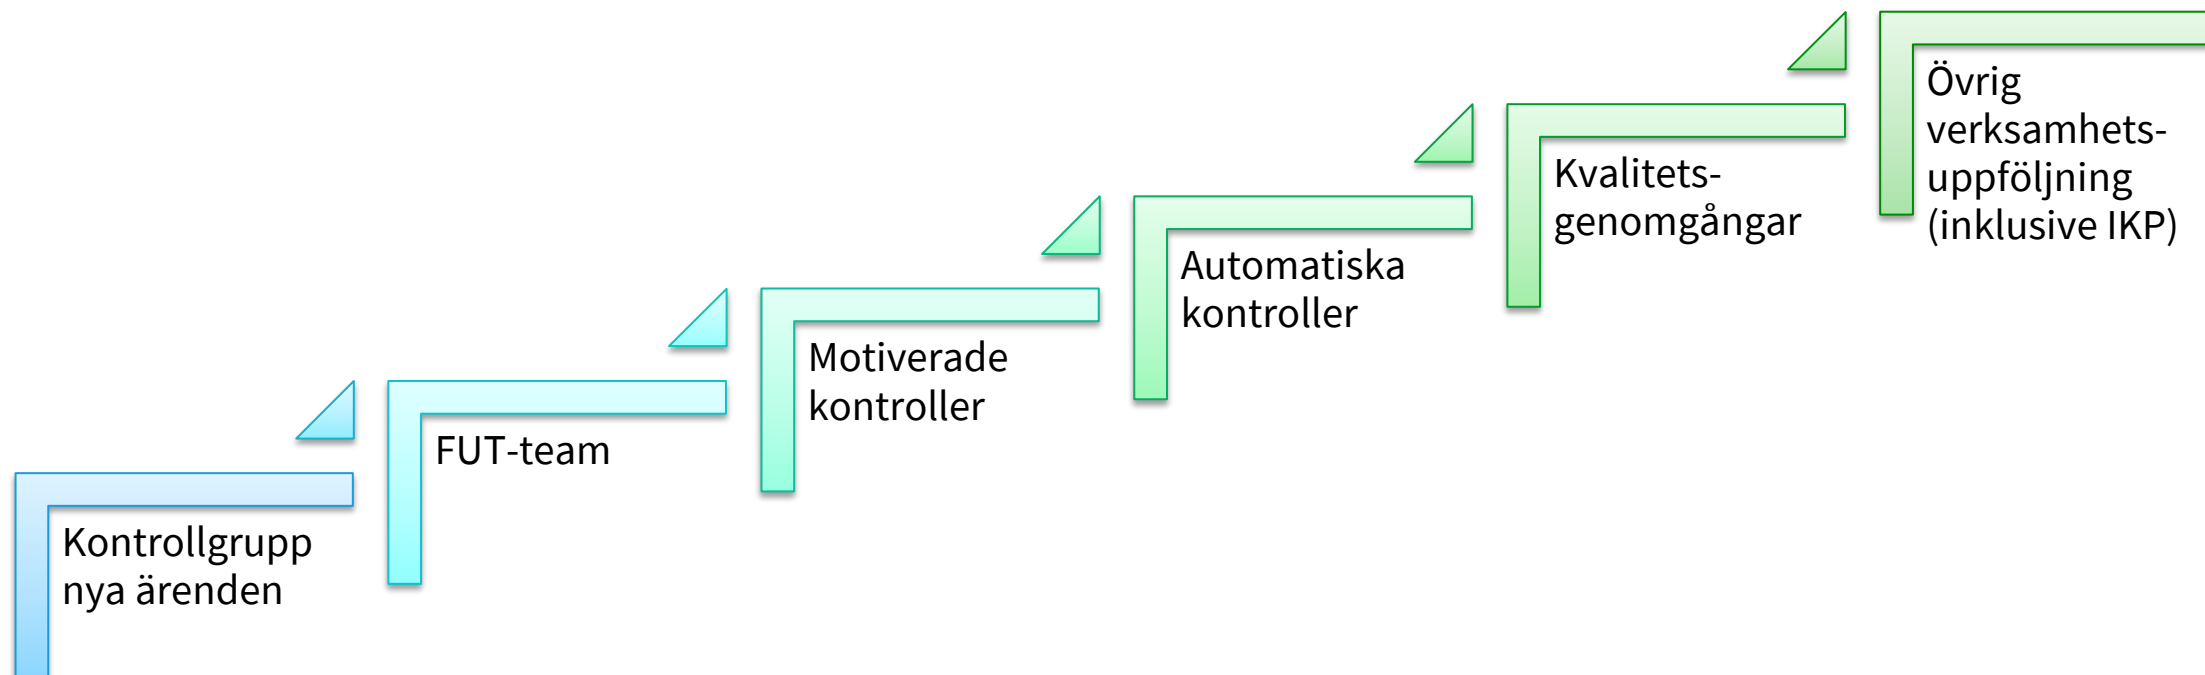 Kontrollgrupp
nya ärenden
FUT-team
Motiverade
kontroller
Automatiska
kontroller
Kvalitets-
genomgångar
Övrig
verksamhets-
uppföljning
(inklusive IKP)